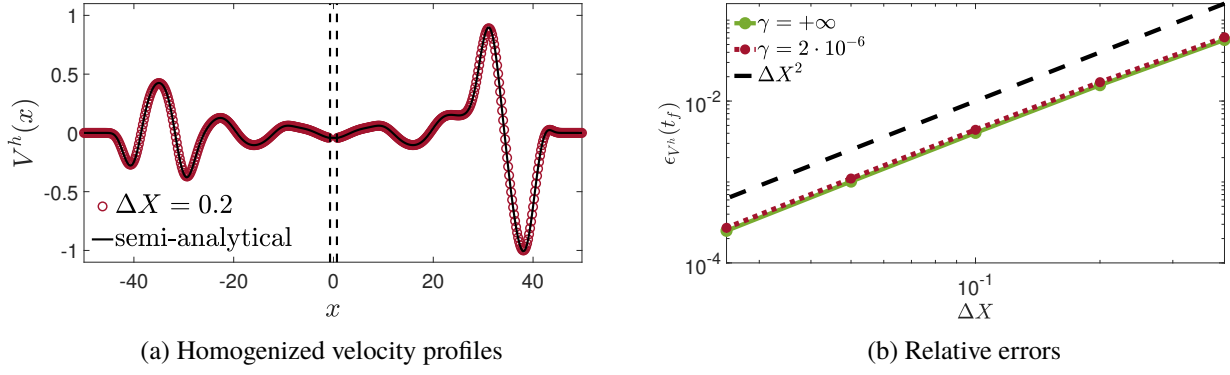 1
0.5
0
-0.5
-1
V^h(x)
ΔX = 0.2
semi-analytical
-40 -20 0 20 40
x
(a) Homogenized velocity profiles
γ = +∞
γ = 2 · 10^{-6}
ΔX^2
10^{-2}
10^{-4}
ϵ_{V^h}(t_f)
10^{-1}
ΔX
(b) Relative errors